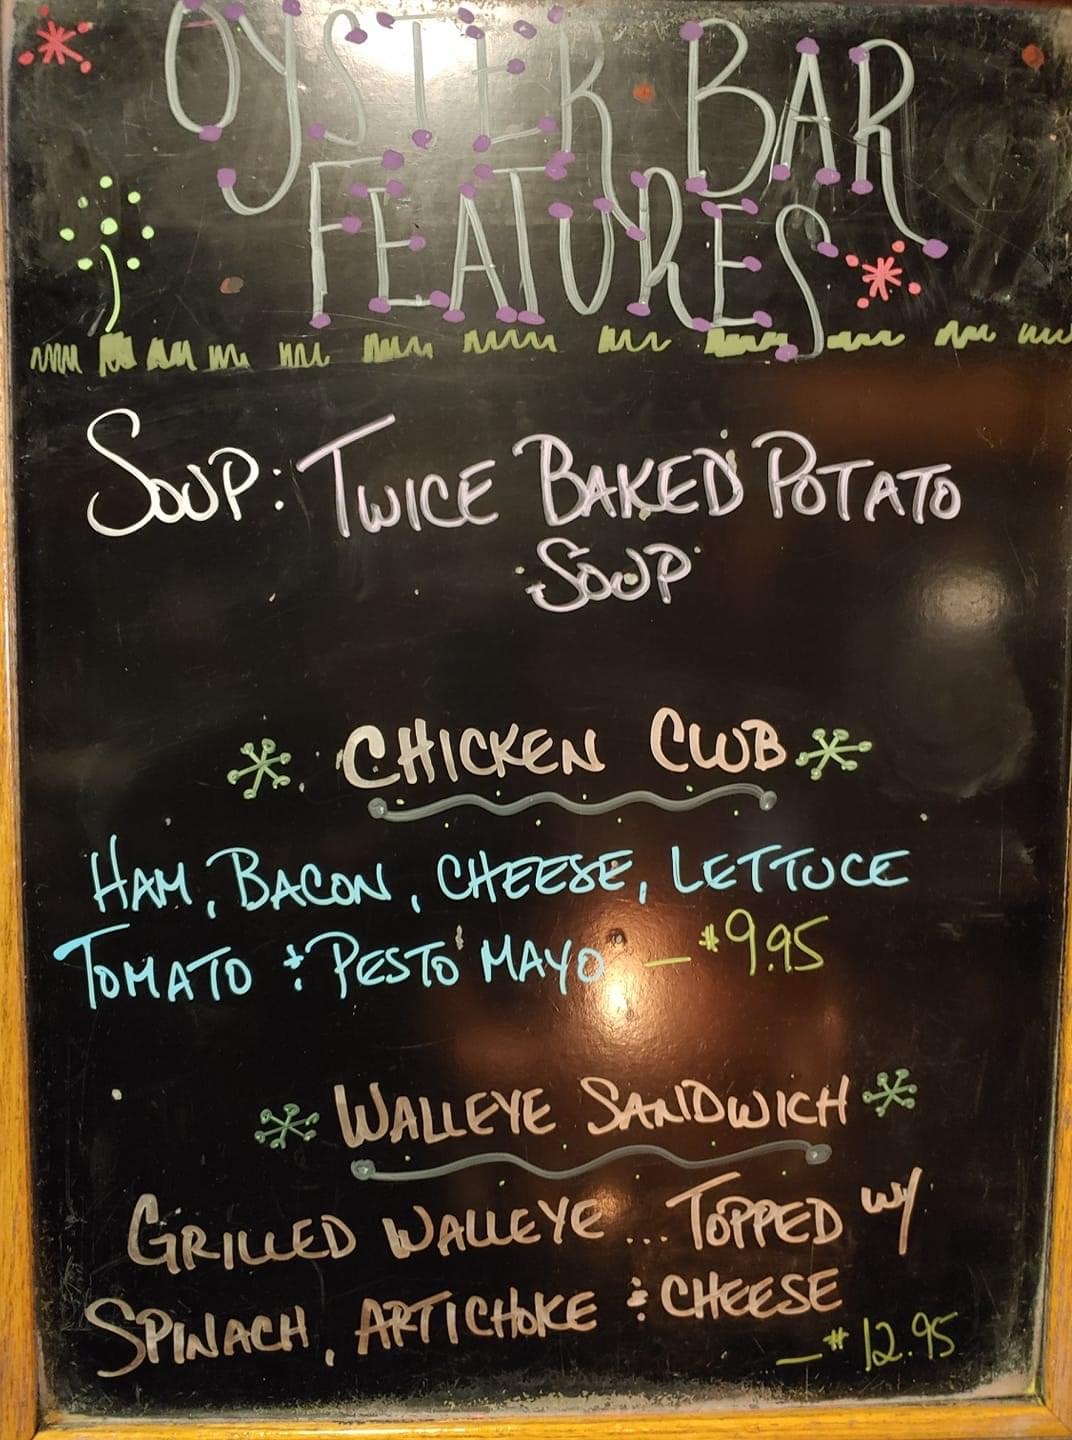 OYSTER BAR
FEATURES
SOUP: TWICE BAKED POTATO
SOUP
CHICKEN CLUB
HAM, BACON, CHEESE, LETTUCE
TOMATO & PESTO MAYO - $9.95
WALLEYE SANDWICH
GRILLED WALLEYE... TOPPED W/
SPINACH, ARTICHOKE & CHEESE
- $12.95